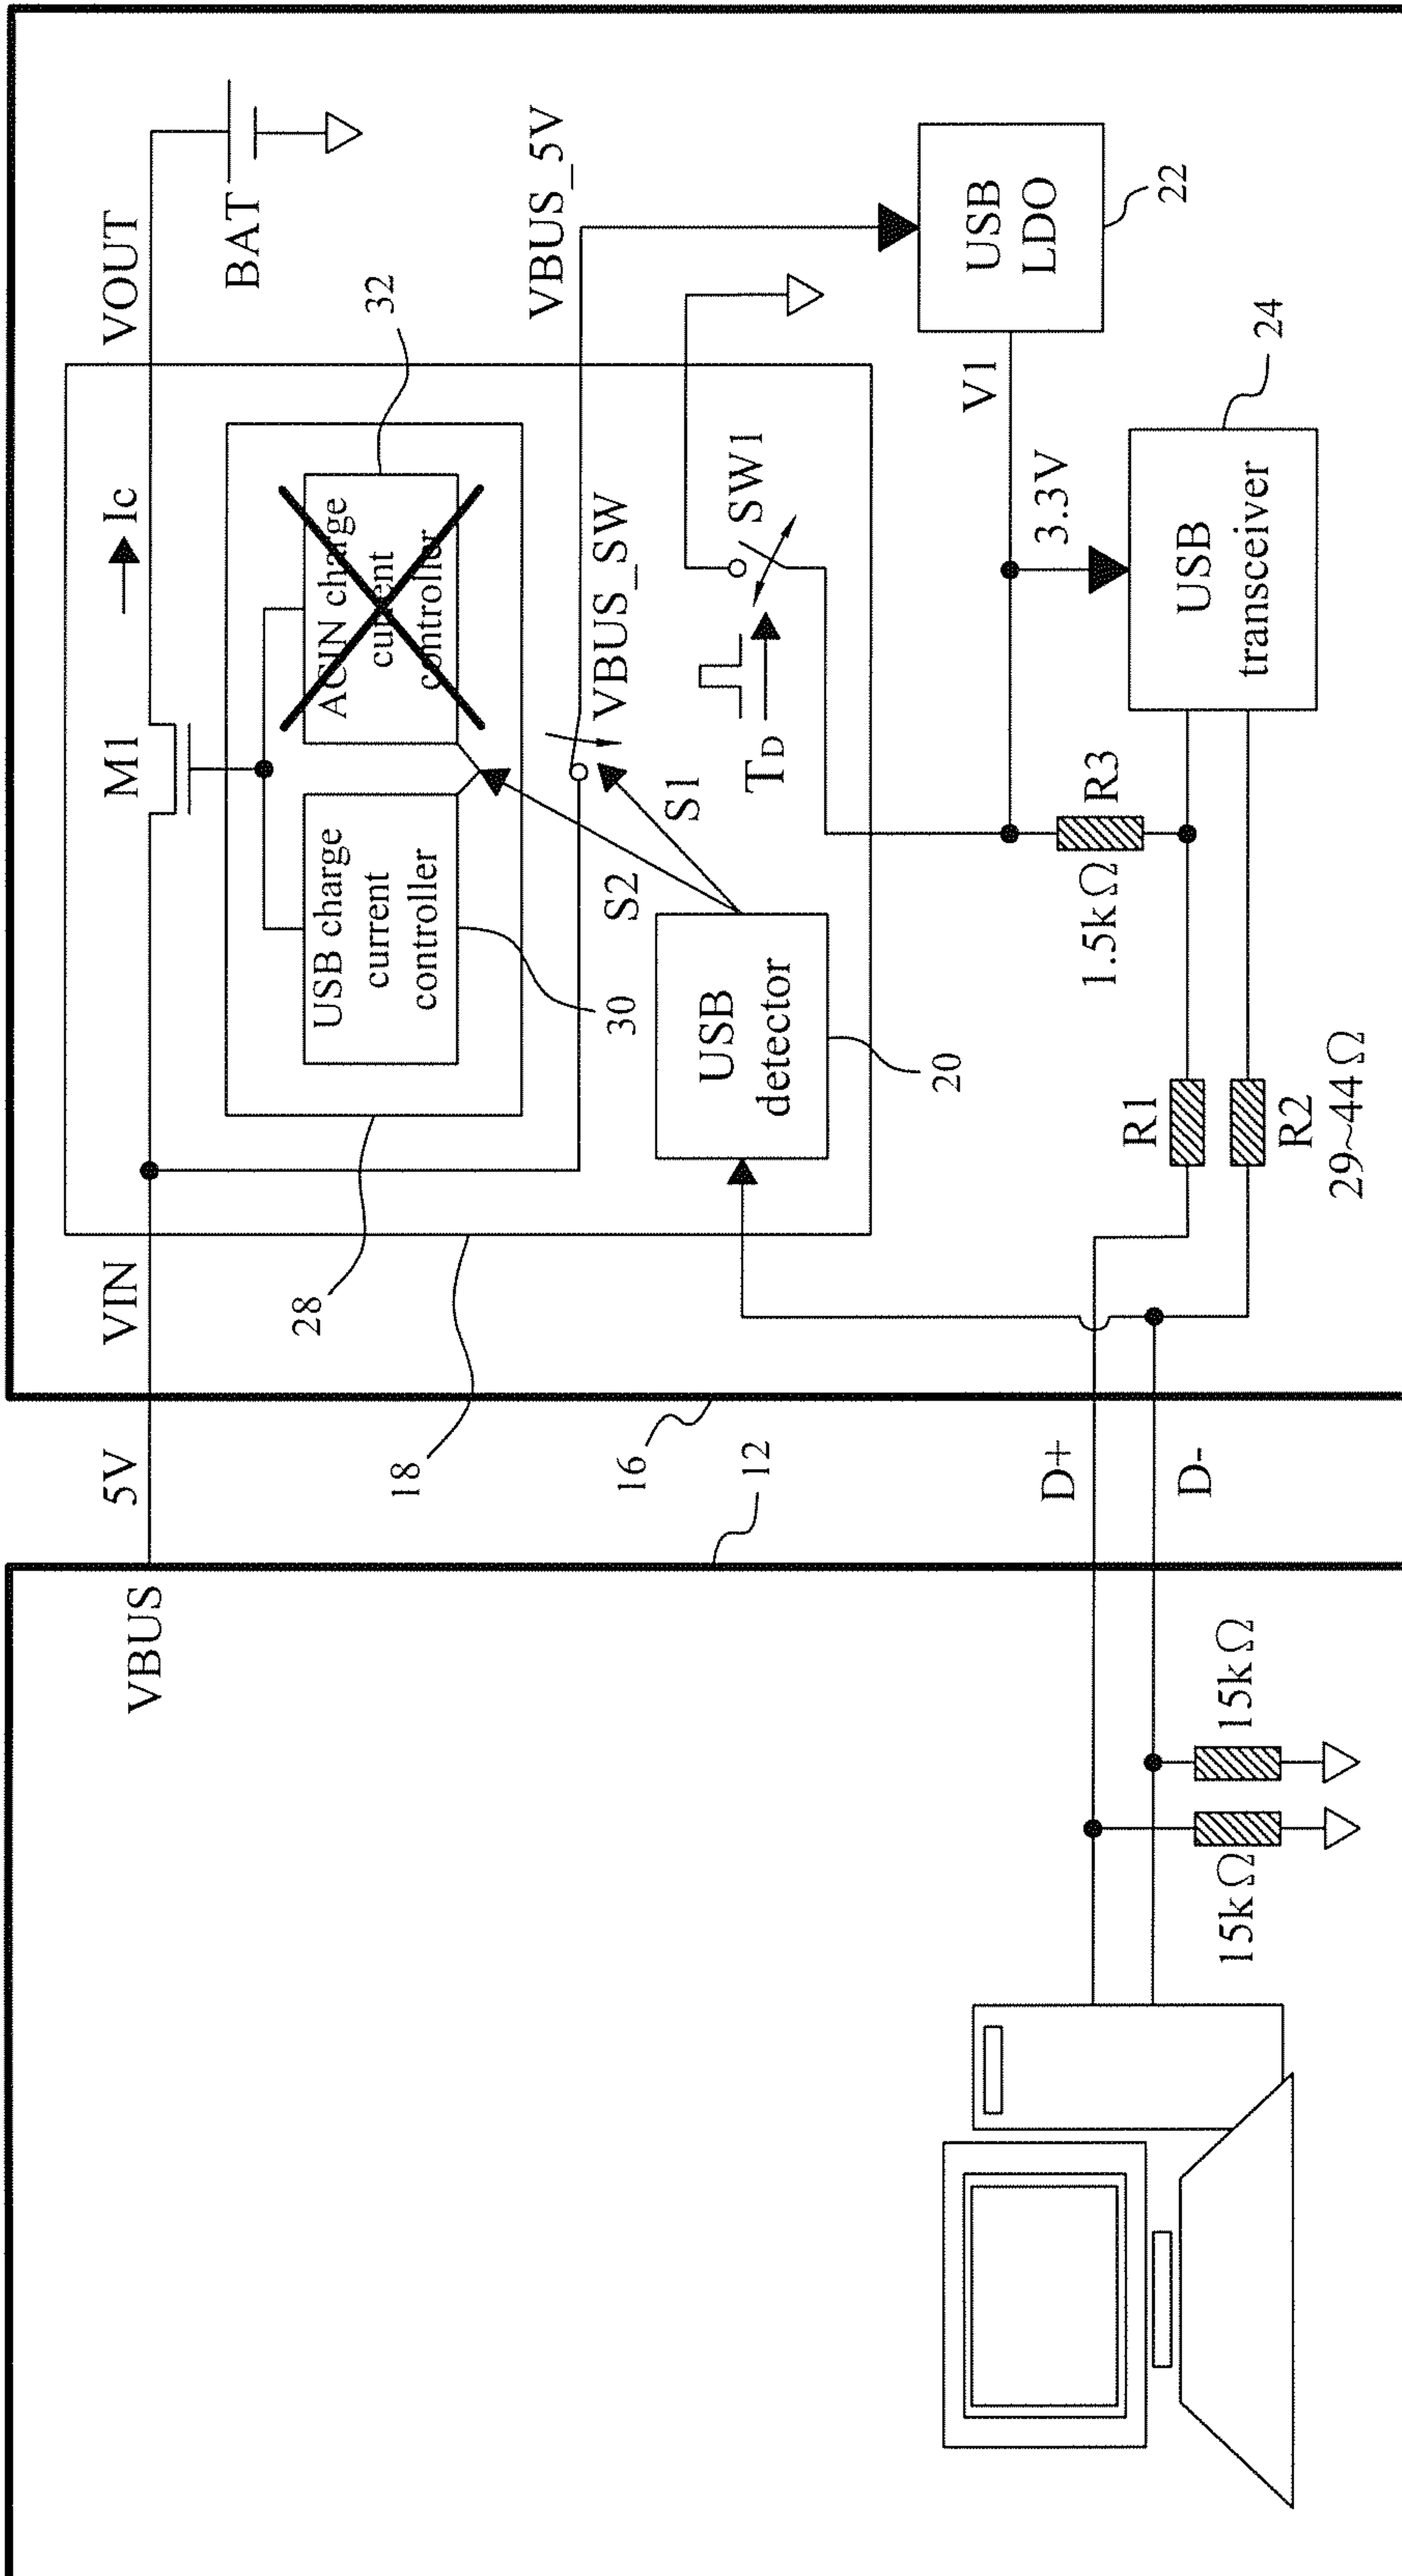 VBUS
5V
VIN
M1
Ic
VOUT
BAT
28
USB charge
current
controller
30
ACIN charge
current
controller
32
VBUS_SW
VBUS_5V
18
S2
S1
USB
detector
20
TD
SW1
16
12
USB
LDO
22
V1
3.3V
USB
transceiver
24
1.5kΩ
R3
D+
D-
R1
R2
29~44Ω
15kΩ
15kΩ